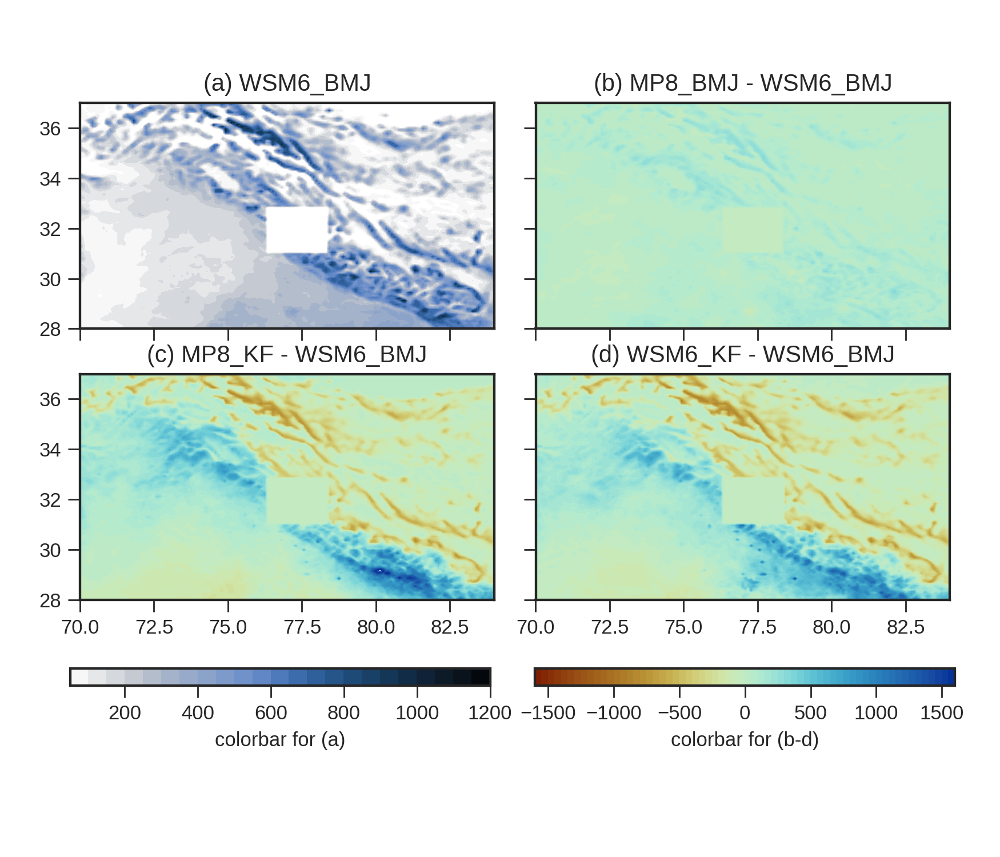 (a) WSM6_BMJ
(b) MP8_BMJ - WSM6_BMJ
36
34
32
30
28
(c) MP8_KF - WSM6_BMJ
(d) WSM6_KF - WSM6_BMJ
36
34
32
30
28
70.0 72.5 75.0 77.5 80.0 82.5
70.0 72.5 75.0 77.5 80.0 82.5
200 400 600 800 1000 1200
colorbar for (a)
−1500 −1000 −500 0 500 1000 1500
colorbar for (b-d)